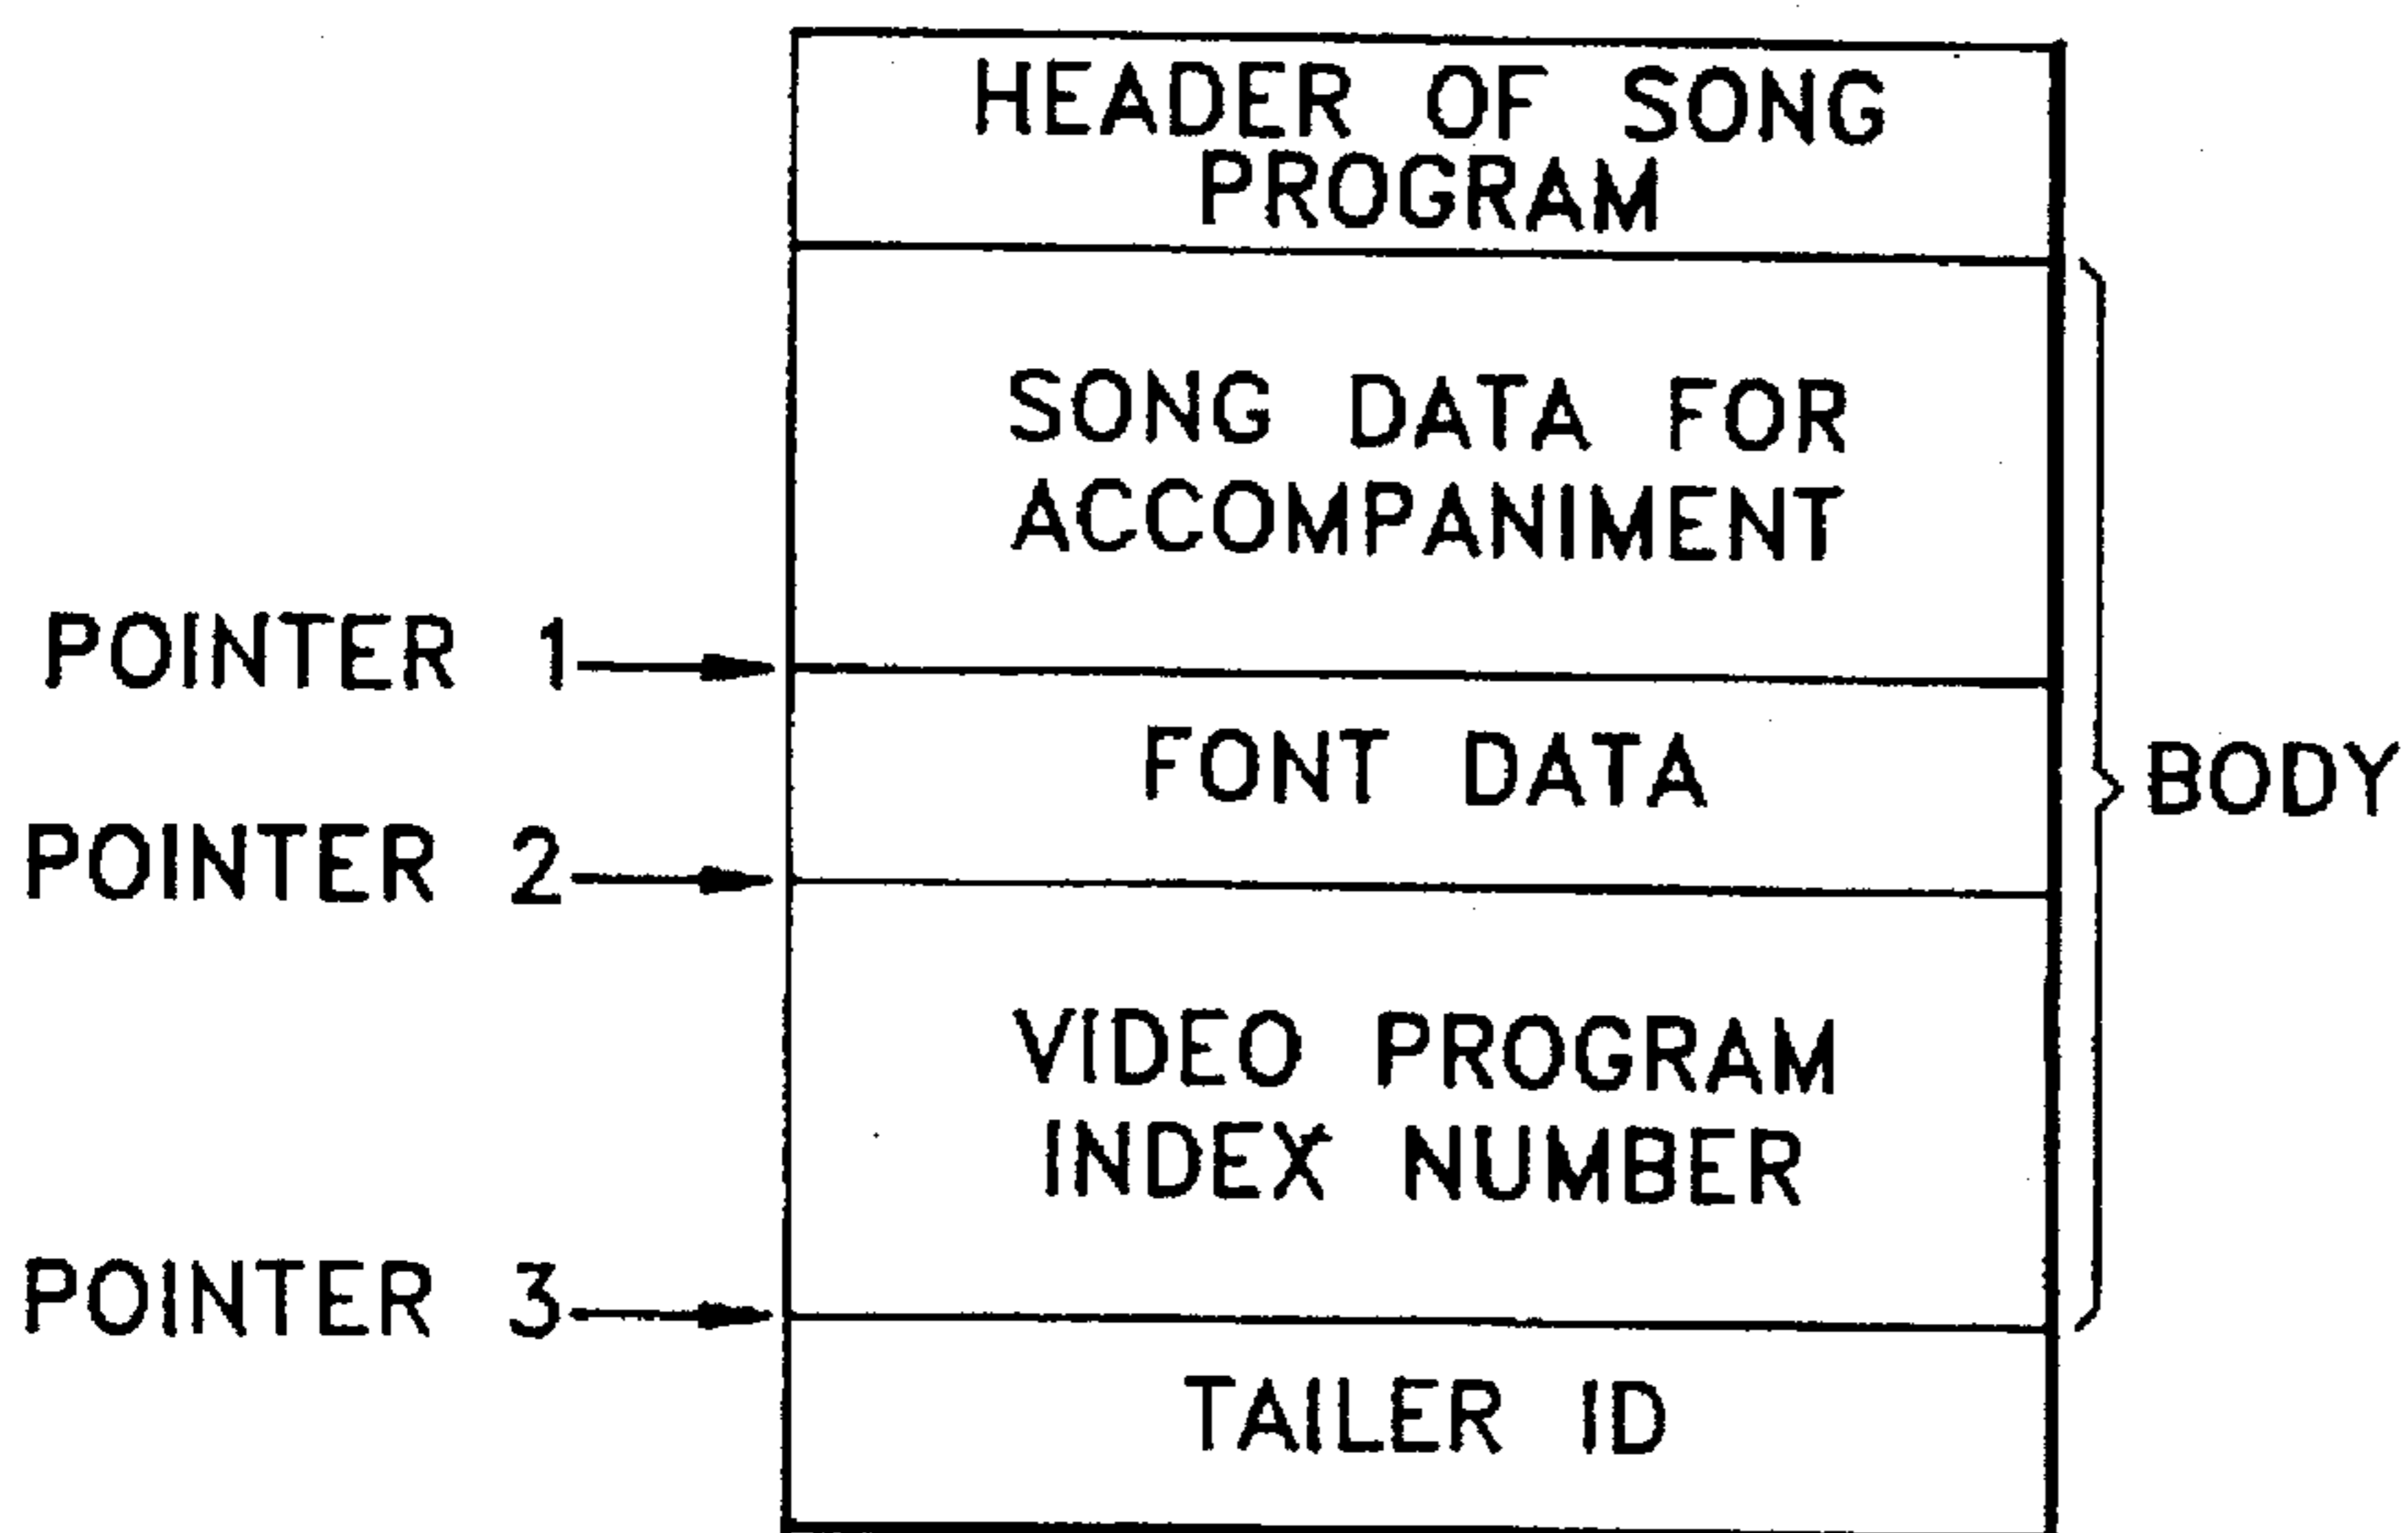 HEADER OF SONG
PROGRAM
SONG DATA FOR
ACCOMPANIMENT
POINTER 1
FONT DATA
BODY
POINTER 2
VIDEO PROGRAM
INDEX NUMBER
POINTER 3
TAILER ID